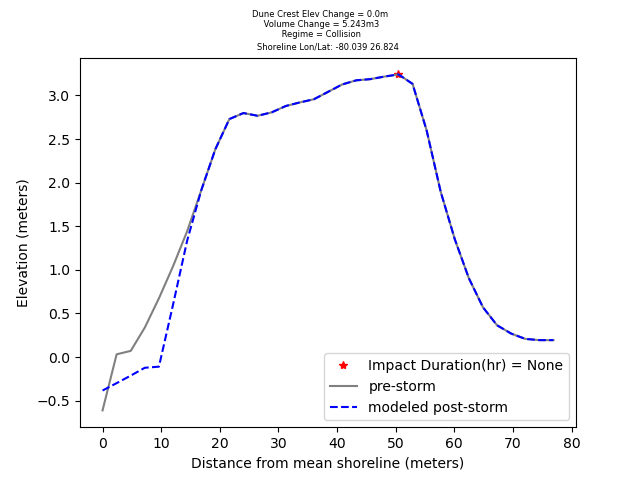 Dune Crest Elev Change = 0.0m
Volume Change = 5.243m3
Regime = Collision
Shoreline Lon/Lat: -80.039 26.824
Elevation (meters)
3.0
2.5
2.0
1.5
1.0
0.5
0.0
−0.5
Impact Duration(hr) = None
pre-storm
modeled post-storm
0 10 20 30 40 50 60 70 80
Distance from mean shoreline (meters)